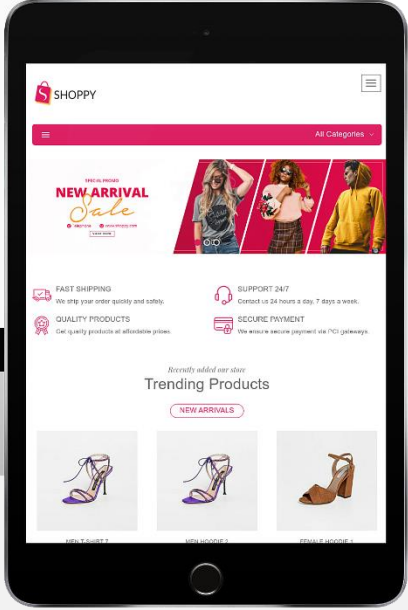 S SHOPPY
All Categories
SPECIAL PROMO
NEW ARRIVAL
Sale
SHOP NOW
FAST SHIPPING
We ship your order quickly and safely.
SUPPORT 24/7
Contact us 24 hours a day, 7 days a week.
QUALITY PRODUCTS
Get quality products at affordable prices.
SECURE PAYMENT
We ensure secure payment via PCI gateways.
Recently added our store
Trending Products
NEW ARRIVALS
MEN T-SHIRT 7
MEN HOODIE 2
FEMALE HOODIE 1